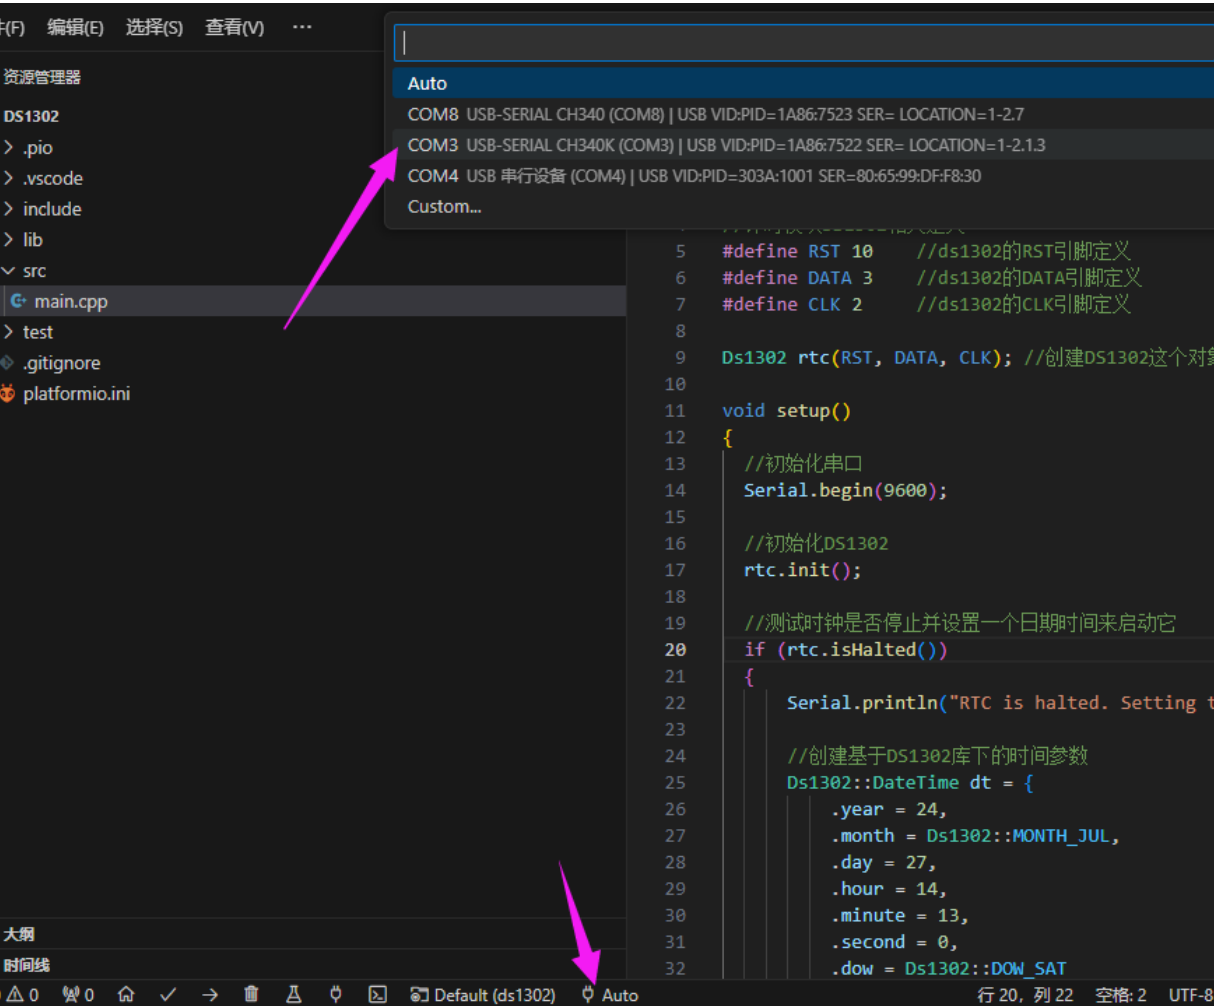 件(F) 编辑(E) 选择(S) 查看(V) ···
资源管理器
DS1302
.pio
.vscode
include
lib
src
main.cpp
test
.gitignore
platformio.ini
大纲
时间线
Auto
COM8 USB-SERIAL CH340 (COM8) | USB VID:PID=1A86:7523 SER= LOCATION=1-2.7
COM3 USB-SERIAL CH340K (COM3) | USB VID:PID=1A86:7522 SER= LOCATION=1-2.1.3
COM4 USB 串行设备 (COM4) | USB VID:PID=303A:1001 SER=80:65:99:DF:F8:30
Custom...
5 #define RST 10 //ds1302的RST引脚定义
6 #define DATA 3 //ds1302的DATA引脚定义
7 #define CLK 2 //ds1302的CLK引脚定义
8
9 Ds1302 rtc(RST, DATA, CLK); //创建DS1302这个对
10
11 void setup()
12 {
13 //初始化串口
14 Serial.begin(9600);
15
16 //初始化DS1302
17 rtc.init();
18
19 //测试时钟是否停止并设置一个日期时间来启动它
20 if (rtc.isHalted())
21 {
22 Serial.println("RTC is halted. Setting t
23
24 //创建基于DS1302库下的时间参数
25 Ds1302::DateTime dt = {
26 .year = 24,
27 .month = Ds1302::MONTH_JUL,
28 .day = 27,
29 .hour = 14,
30 .minute = 13,
31 .second = 0,
32 .dow = Ds1302::DOW_SAT
0 0 Default (ds1302) Auto 行 20，列 22 空格: 2 UTF-8